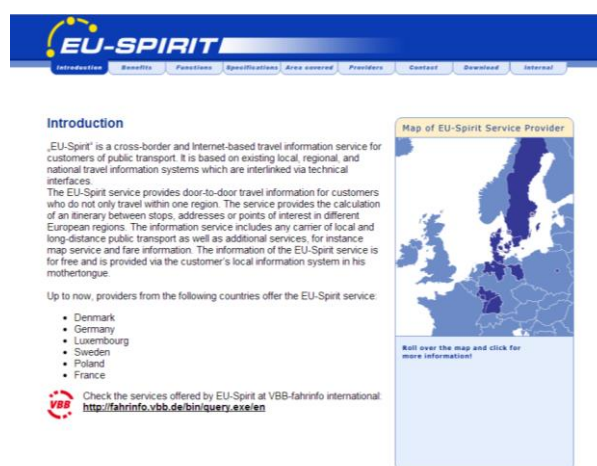 EU-SPIRIT
Introduction Benefits Functions Specifications Area covered Providers Contact Download Internal
Introduction
„EU-Spirit" is a cross-border and Internet-based travel information service for
customers of public transport. It is based on existing local, regional, and
national travel information systems which are interlinked via technical
interfaces.
The EU-Spirit service provides door-to-door travel information for customers
who do not only travel within one region. The service provides the calculation
of an itinerary between stops, addresses or points of interest in different
European regions. The information service includes any carrier of local and
long-distance public transport as well as additional services, for instance
map service and fare information. The information of the EU-Spirit service is
for free and is provided via the customer's local information system in his
mothertongue.
Up to now, providers from the following countries offer the EU-Spirit service:
• Denmark
• Germany
• Luxembourg
• Sweden
• Poland
• France
VBB
Check the services offered by EU-Spirit at VBB-fahrinfo international:
http://fahrinfo.vbb.de/bin/query.exe/en
Map of EU-Spirit Service Provider
Roll over the map and click for
more information!